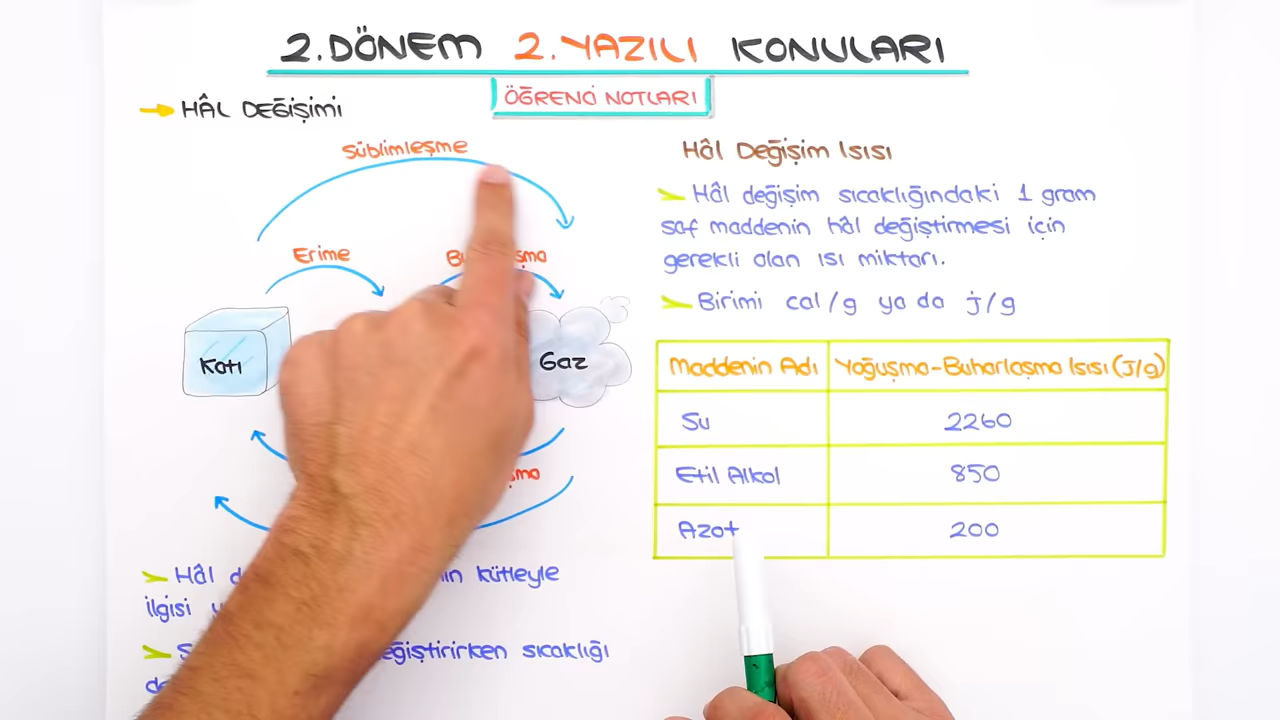 2.DÖNEM 2.YAZILI KONULARI
ÖĞRENCİ NOTLARI
HÂL DEĞİŞİMİ
Süblimleşme
Erime
Katı
Gaz
Hâl
kütleyle
ilgisi
değiştirirken sıcaklığı
Hâl Değişim Isısı
Hâl değişim sıcaklığındaki 1 gram
saf maddenin hâl değiştirmesi için
gerekli olan ısı miktarı.
Birimi cal/g ya da j/g
Maddenin Adı Yoğuşma-Buharlaşma Isısı (J/g)
Su 2260
Etil Alkol 850
Azot 200